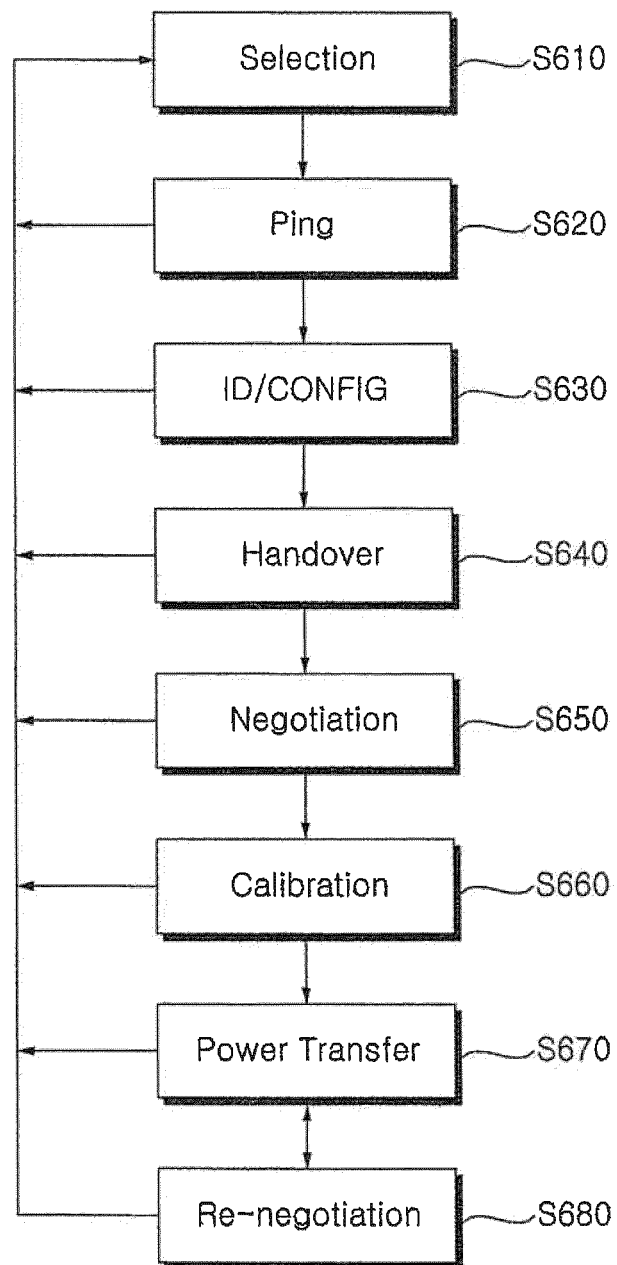 Selection S610
Ping S620
ID/CONFIG S630
Handover S640
Negotiation S650
Calibration S660
Power Transfer S670
Re-negotiation S680